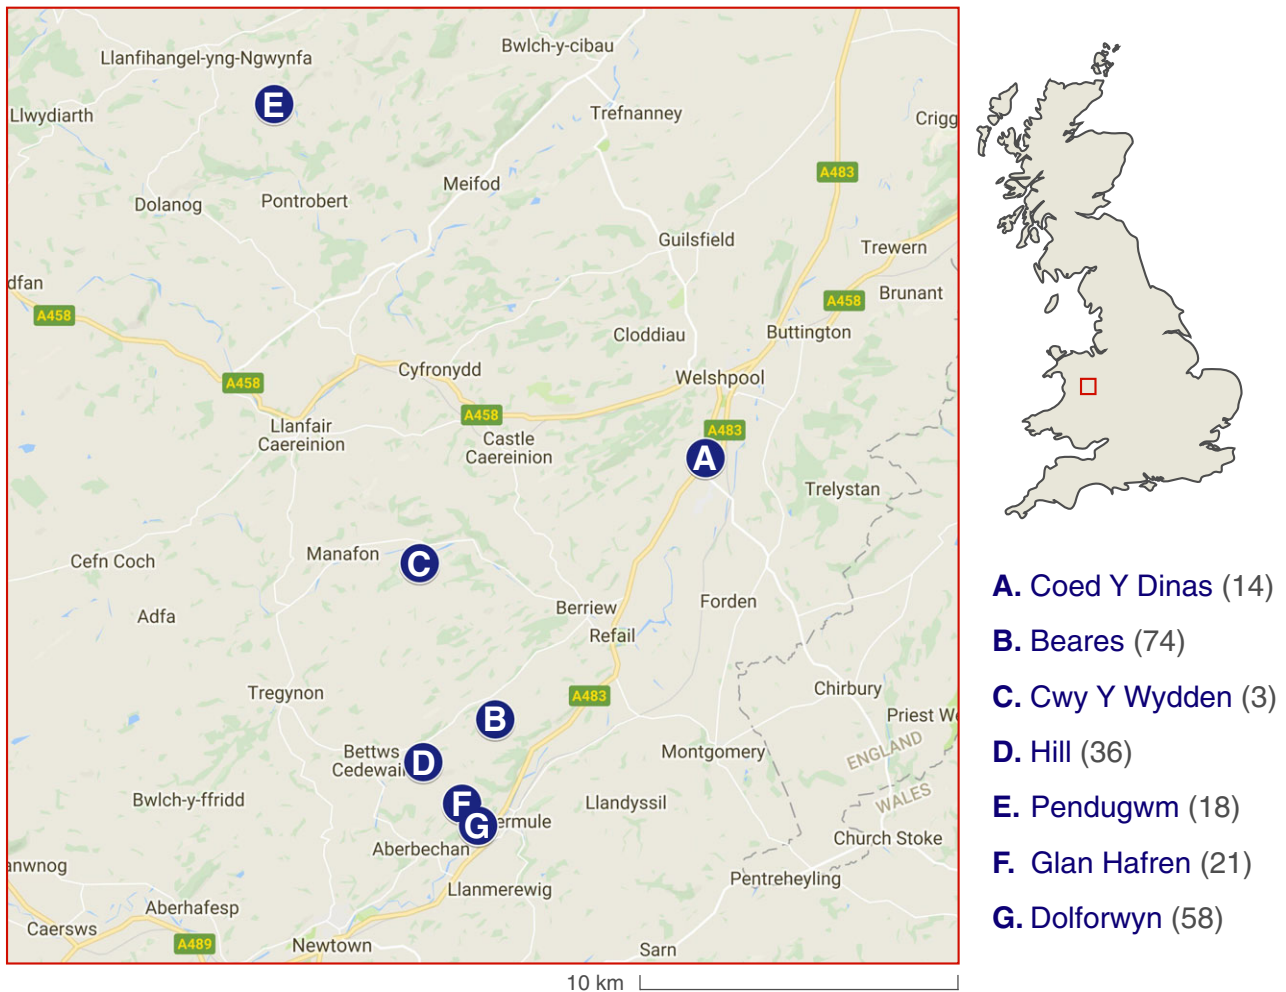 Bwlch-y-cibau
Llanfihangel-yng-Ngwynfa
E
Llwydiarth
Trefnanney
Crigg
A483
Meifod
Dolanog
Pontrobert
Guilsfield
Trewern
dfan
Brunant
A458
A458
Cloddiau
Buttington
Cyfronydd
Welshpool
A458
A458
Llanfair
Caereinion
A483
Castle
Caereinion
A
Trelystan
Manafon
C
Cefn Coch
Berriew
Forden
Adfa
Refail
Tregynon
A483
Chirbury
B
Priest We
Bettws
Cedewain
D
Montgomery
ENGLAND
WALES
Bwlch-y-ffridd
F
Llandyssil
G
ermule
Church Stoke
Aberbechan
anwnog
Pentreheyling
Llanmerewig
Aberhafesp
Caersws
A489
Newtown
Sarn
10 km
A. Coed Y Dinas (14)
B. Beares (74)
C. Cwy Y Wydden (3)
D. Hill (36)
E. Pendugwm (18)
F. Glan Hafren (21)
G. Dolforwyn (58)